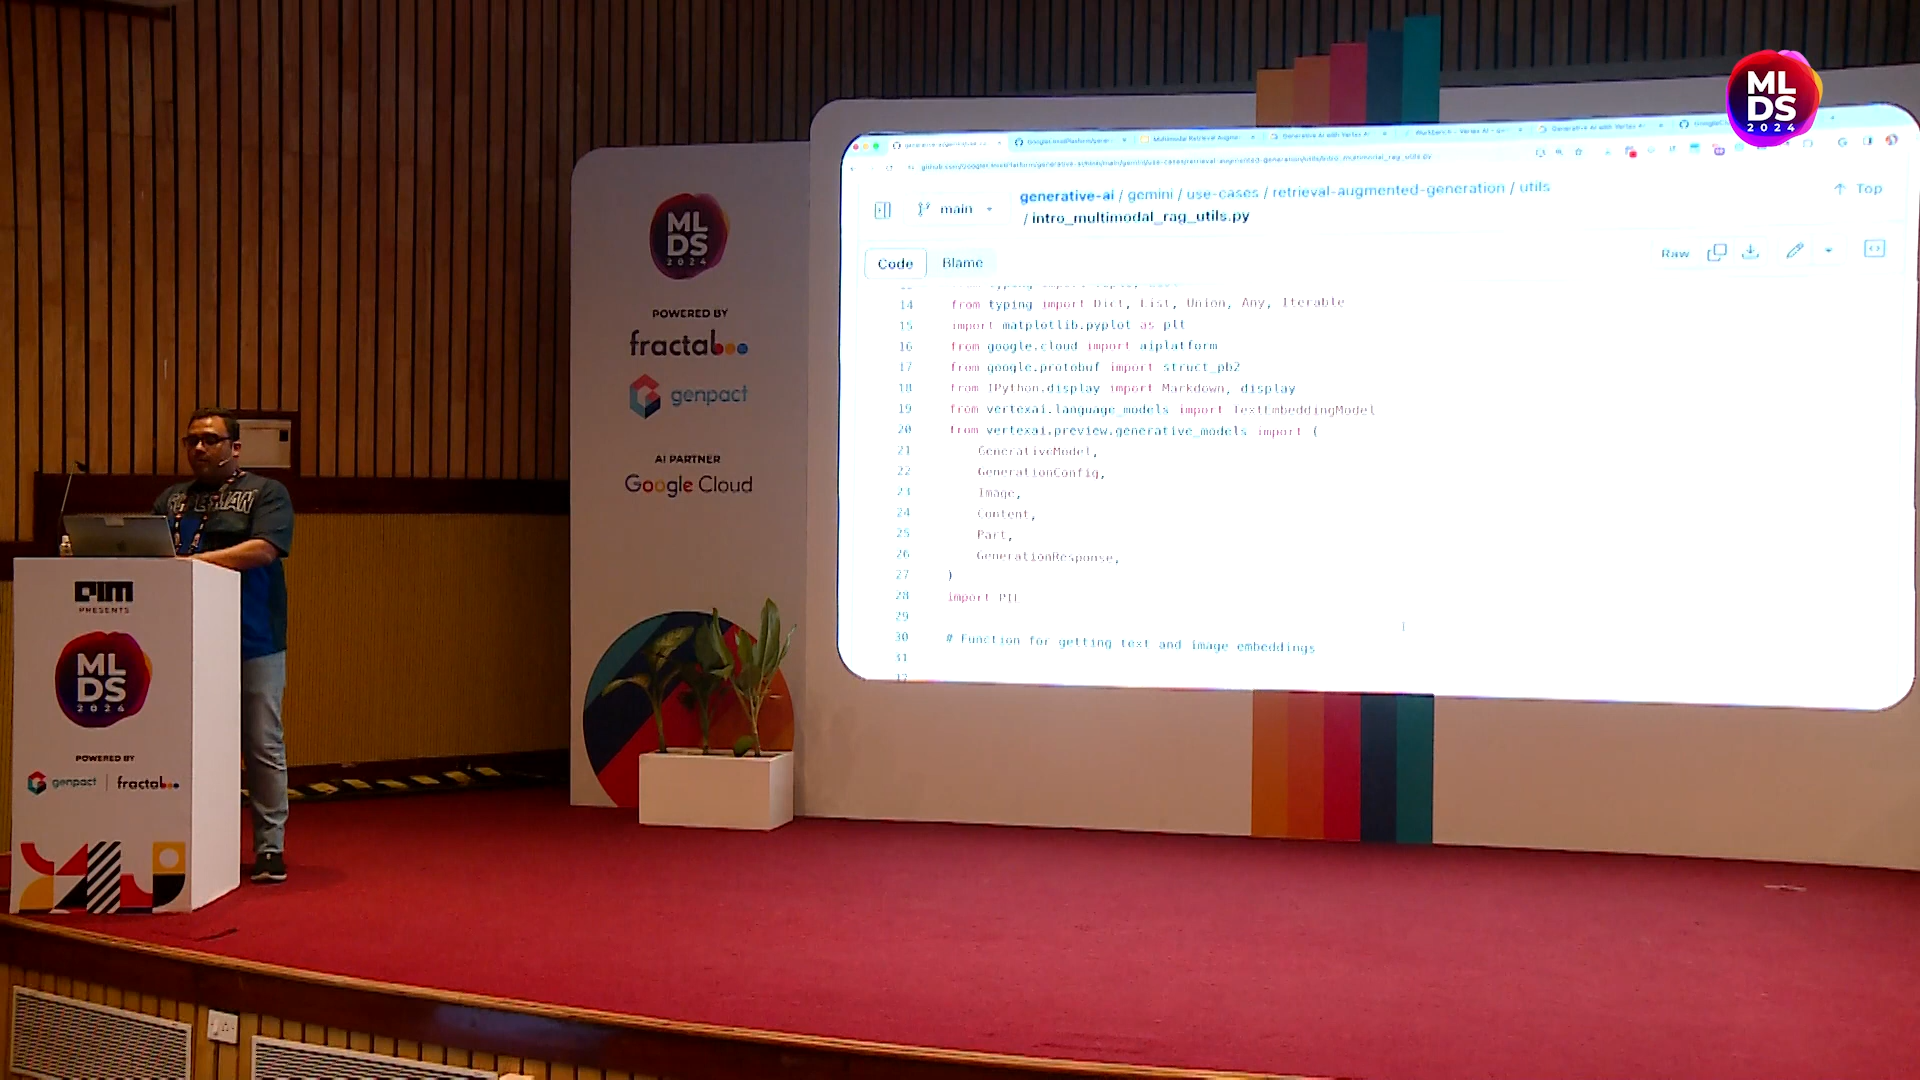 ML
DS
2024
ML
DS
2024
POWERED BY
fractal
genpact
AI PARTNER
Google Cloud
AIM
PRESENTS
ML
DS
2024
POWERED BY
genpact | fractal
main
generative-ai / gemini / use-cases / retrieval-augmented-generation / utils
/ intro_multimodal_rag_utils.py
Top
Code Blame
Raw
14 from typing import Dict, List, Union, Any, Iterable
15 import matplotlib.pyplot as plt
16 from google.cloud import aiplatform
17 from google.protobuf import struct_pb2
18 from IPython.display import Markdown, display
19 from vertexai.language_models import TextEmbeddingModel
20 from vertexai.preview.generative_models import (
21 GenerativeModel,
22 GenerationConfig,
23 Image,
24 Content,
25 Part,
26 GenerationResponse,
27 )
28 import PIL
29
30 # Function for getting text and image embeddings
31